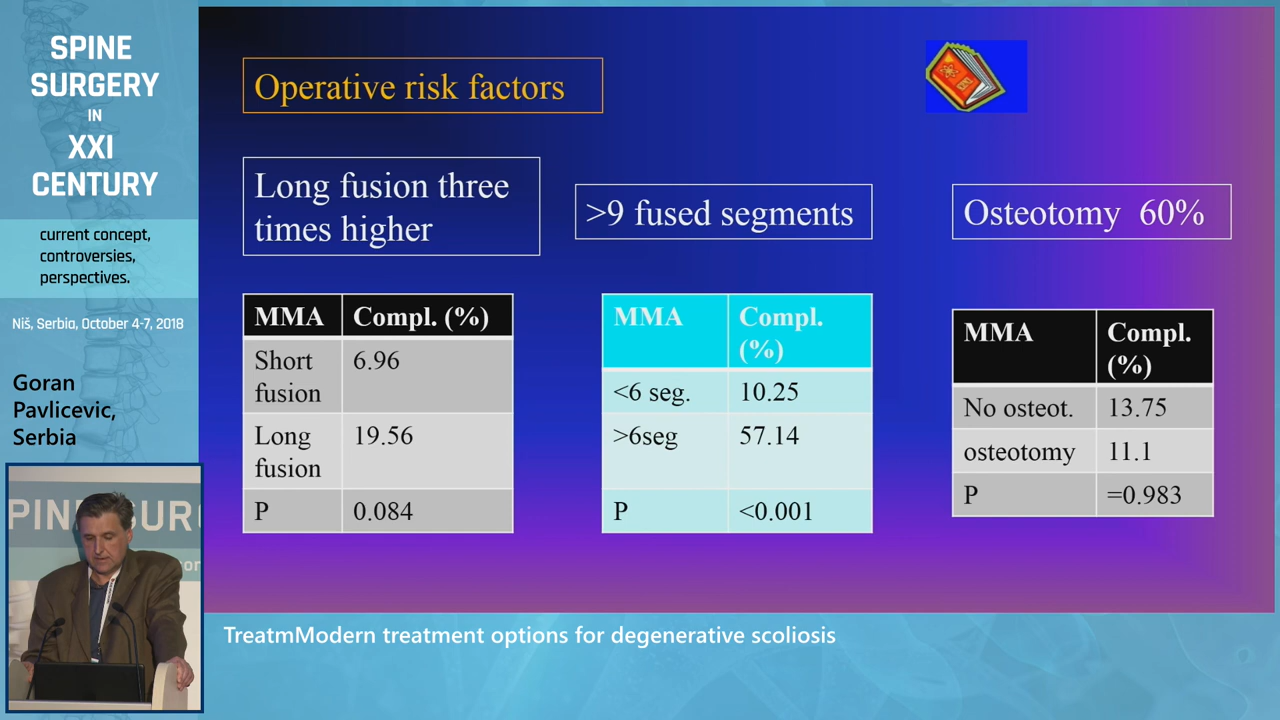 SPINE
SURGERY
IN
XXI
CENTURY
current concept,
controversies,
perspectives.
Niš, Serbia, October 4-7, 2018
Goran
Pavlicevic,
Serbia
Operative risk factors
Long fusion three
times higher
>9 fused segments
Osteotomy 60%
MMA Compl. (%)
Short
fusion 6.96
Long
fusion 19.56
P 0.084
MMA Compl.
(%)
<6 seg. 10.25
>6seg 57.14
P <0.001
MMA Compl.
(%)
No osteot. 13.75
osteotomy 11.1
P =0.983
PINE SUR
TreatmModern treatment options for degenerative scoliosis